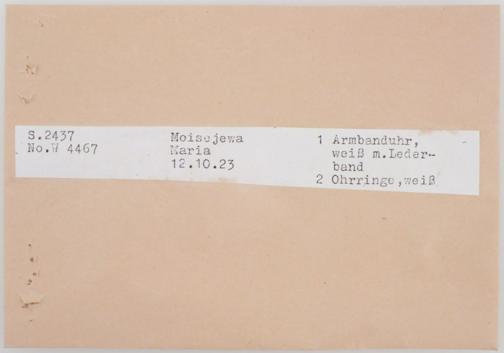 S.2437 Moisejewa 1 Armbanduhr,
No.W 4467 Maria weiß m.Leder-
12.10.23 band
2 Ohrringe,weiß